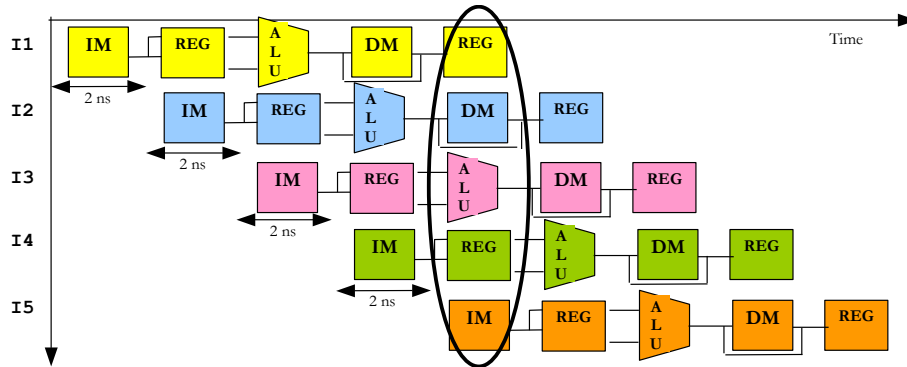 I1 IM REG A L U DM REG Time
2 ns
I2 IM REG A L U DM REG
2 ns
I3 IM REG A L U DM REG
2 ns
I4 IM REG A L U DM REG
2 ns
I5 IM REG A L U DM REG